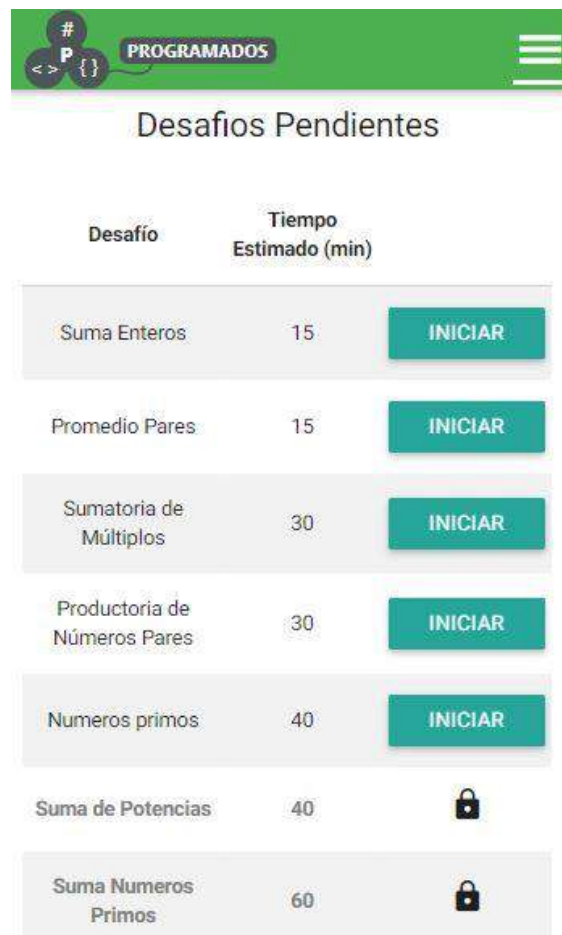 #
P
< > { }
PROGRAMADOS
Desafios Pendientes
Desafío
Tiempo
Estimado (min)
Suma Enteros 15 INICIAR
Promedio Pares 15 INICIAR
Sumatoria de
Múltiplos
30 INICIAR
Productoria de
Números Pares
30 INICIAR
Numeros primos 40 INICIAR
Suma de Potencias 40
Suma Numeros
Primos
60